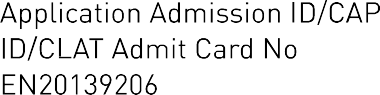 Application Admission ID/CAP
ID/CLAT Admit Card No
EN20139206